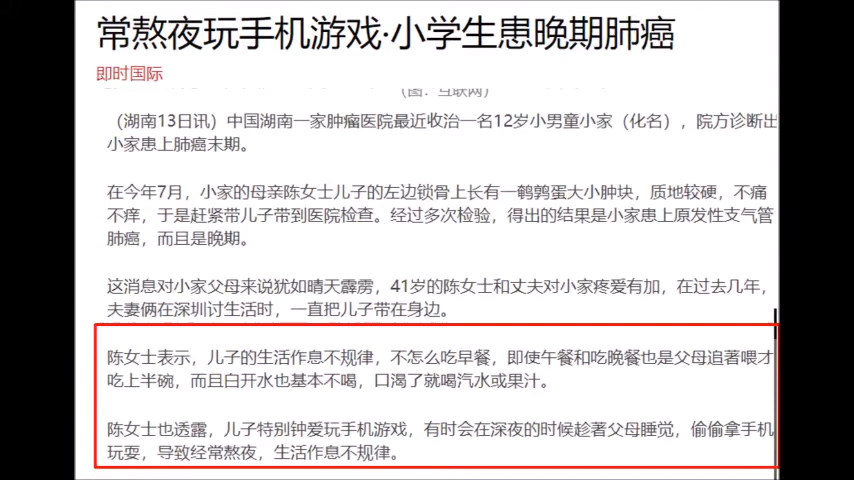 常熬夜玩手机游戏·小学生患晚期肺癌
即时国际
（图：互联网）
（湖南13日讯）中国湖南一家肿瘤医院最近收治一名12岁小男童小家（化名），院方诊断出
小家患上肺癌末期。
在今年7月，小家的母亲陈女士儿子的左边锁骨上长有一鹌鹑蛋大小肿块，质地较硬，不痛
不痒，于是赶紧带儿子带到医院检查。经过多次检验，得出的结果是小家患上原发性支气管
肺癌，而且是晚期。
这消息对小家父母来说犹如晴天霹雳，41岁的陈女士和丈夫对小家疼爱有加，在过去几年，
夫妻俩在深圳讨生活时，一直把儿子带在身边。
陈女士表示，儿子的生活作息不规律，不怎么吃早餐，即使午餐和吃晚餐也是父母追著喂才
吃上半碗，而且白开水也基本不喝，口渴了就喝汽水或果汁。
陈女士也透露，儿子特别钟爱玩手机游戏，有时会在深夜的时候趁著父母睡觉，偷偷拿手机
玩耍，导致经常熬夜，生活作息不规律。